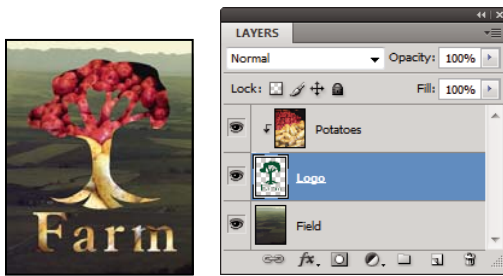 Farm
LAYERS
Normal Opacity: 100%
Lock: Fill: 100%
Potatoes
Logo
Field
fx.